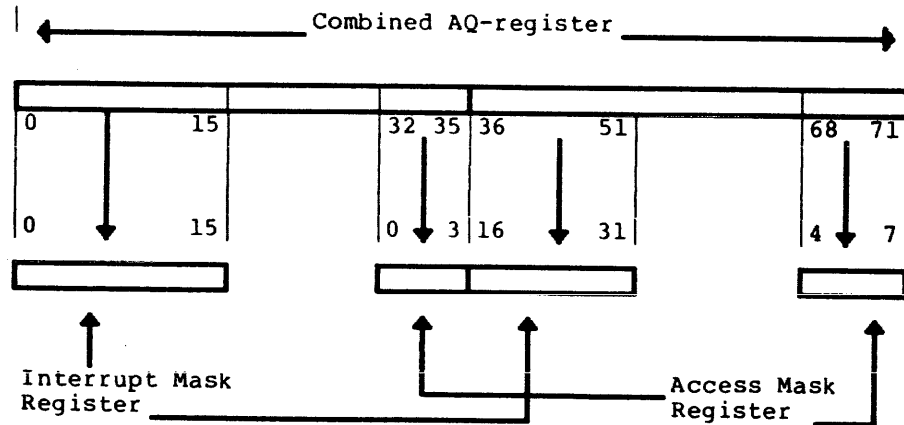 Combined AQ-register
0 15 32 35 36 51 68 71
0 15 0 3 16 31 4 7
Interrupt Mask
Register
Access Mask
Register